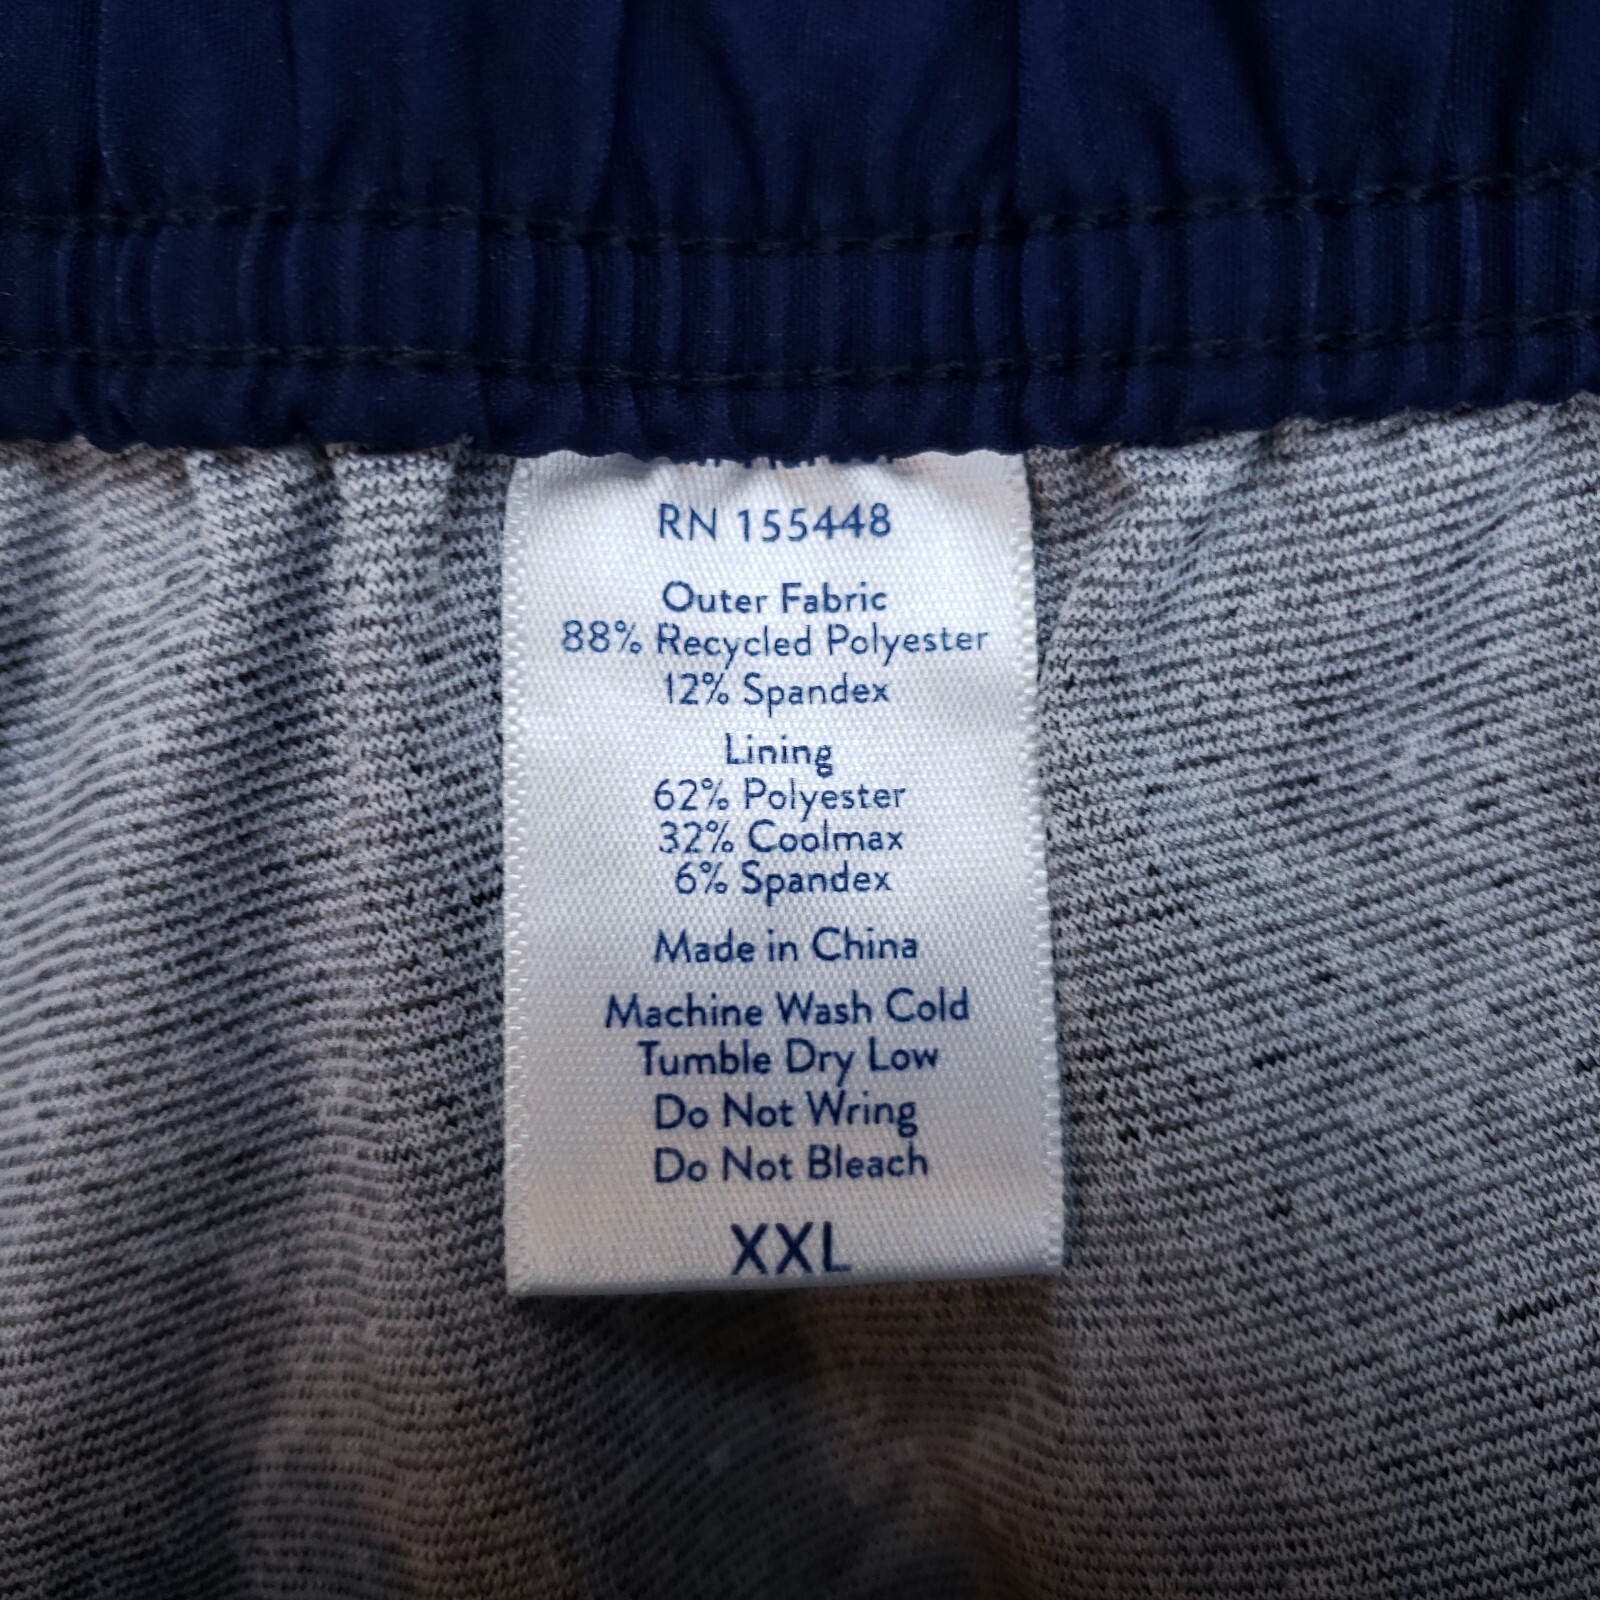 RN 155448
Outer Fabric
88% Recycled Polyester
12% Spandex
Lining
62% Polyester
32% Coolmax
6% Spandex
Made in China
Machine Wash Cold
Tumble Dry Low
Do Not Wring
Do Not Bleach
XXL